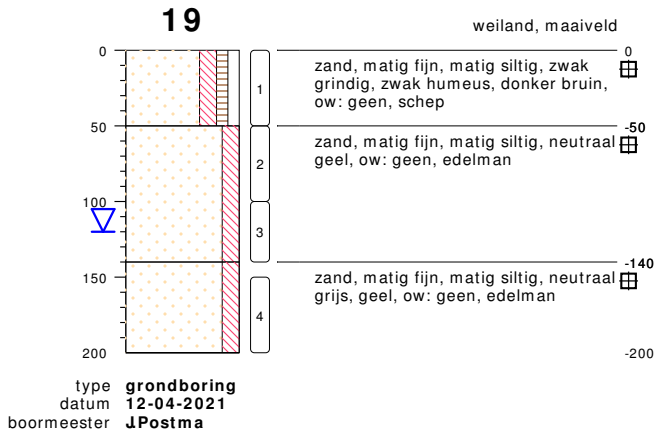 19
weiland, maaiveld
0
0
zand, matig fijn, matig siltig, zwak
grindig, zwak humeus, donker bruin,
ow: geen, schep
1
50
-50
zand, matig fijn, matig siltig, neutraal
geel, ow: geen, edelman
2
100
3
-140
zand, matig fijn, matig siltig, neutraal
grijs, geel, ow: geen, edelman
150
4
200
-200
type grondboring
datum 12-04-2021
boormeester J.Postma